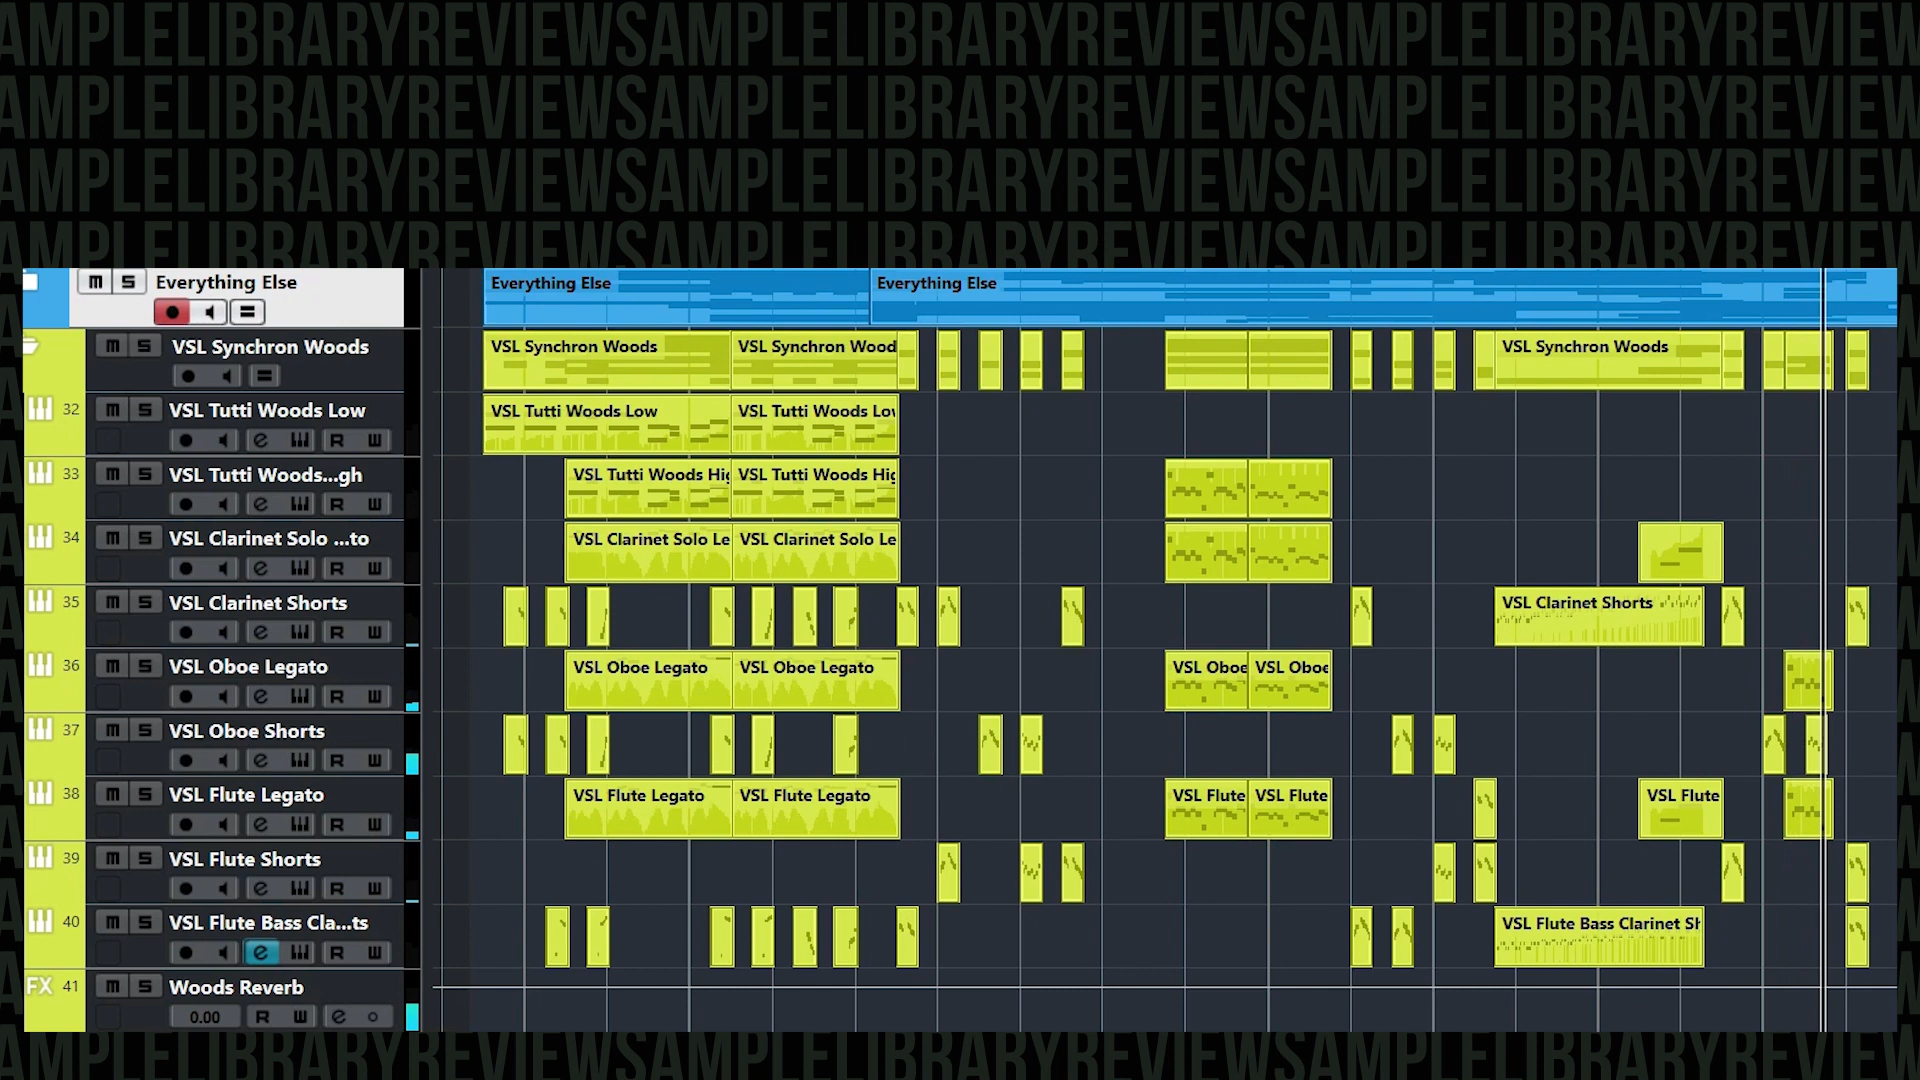 AMPLELIBRARYREVIEWSAMPLELIBRARYREVIEWSAMPLELIBRARYREVIEW
AMPLELIBRARYREVIEWSAMPLELIBRARYREVIEWSAMPLELIBRARYREVIEW
AMPLELIBRARYREVIEWSAMPLELIBRARYREVIEWSAMPLELIBRARYREVIEW
AMPLELIBRARYREVIEWSAMPLELIBRARYREVIEWSAMPLELIBRARYREVIEW
M S Everything Else Everything Else Everything Else
M S VSL Synchron Woods VSL Synchron Woods VSL Synchron Wood VSL Synchron Woods
32 M S VSL Tutti Woods Low VSL Tutti Woods Low VSL Tutti Woods Lo
e R W
33 M S VSL Tutti Woods...gh VSL Tutti Woods Hig VSL Tutti Woods Hig
e R W
34 M S VSL Clarinet Solo ...to VSL Clarinet Solo Le VSL Clarinet Solo Le
e R W
35 M S VSL Clarinet Shorts VSL Clarinet Shorts
e R W
36 M S VSL Oboe Legato VSL Oboe Legato VSL Oboe Legato VSL Oboe VSL Oboe
e R W
37 M S VSL Oboe Shorts
e R W
38 M S VSL Flute Legato VSL Flute Legato VSL Flute Legato VSL Flute VSL Flute VSL Flute
e R W
39 M S VSL Flute Shorts
e R W
40 M S VSL Flute Bass Cla...ts VSL Flute Bass Clarinet Sh
e R W
FX 41 M S Woods Reverb
0.00 R W e
AMPLELIBRARYREVIEWSAMPLELIBRARYREVIEWSAMPLELIBRARYREVIEW